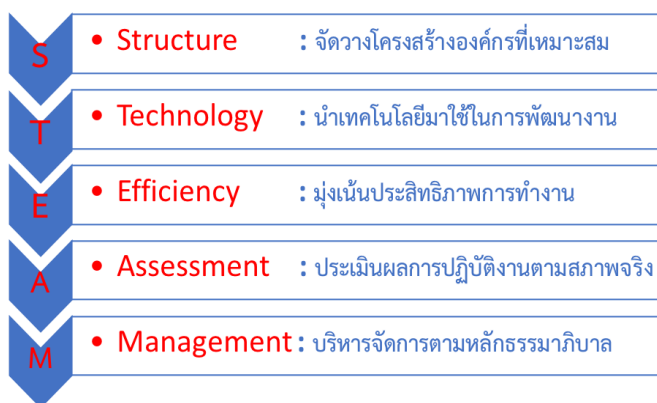 S • Structure : จัดวางโครงสร้างองค์กรที่เหมาะสม
T • Technology : นำเทคโนโลยีมาใช้ในการพัฒนางาน
E • Efficiency : มุ่งเน้นประสิทธิภาพการทำงาน
A • Assessment : ประเมินผลการปฏิบัติงานตามสภาพจริง
M • Management : บริหารจัดการตามหลักธรรมาภิบาล